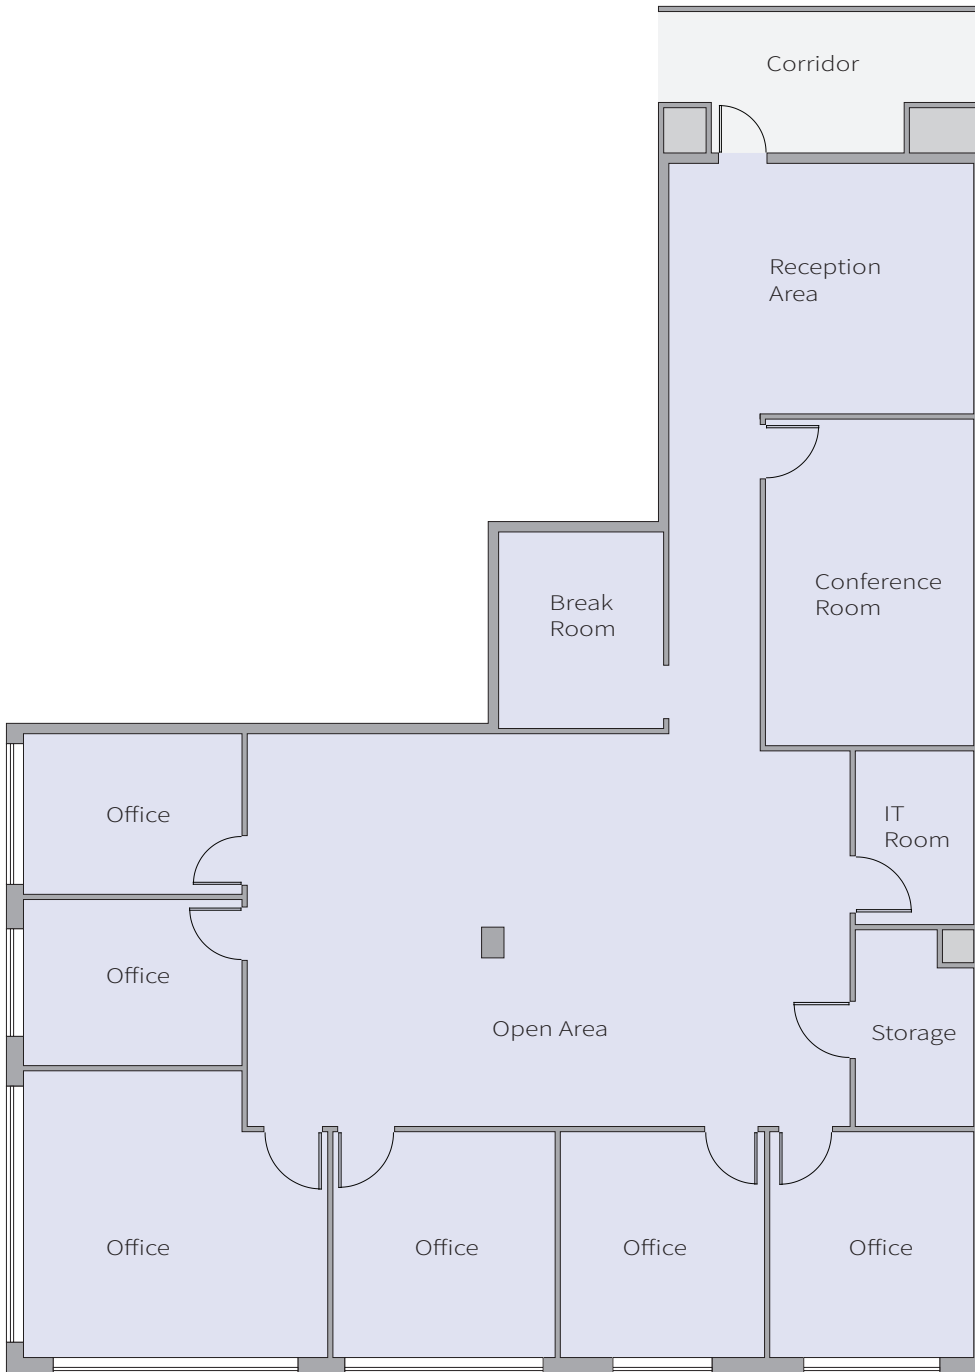 Corridor
Reception
Area
Conference
Room
Break
Room
Office
IT
Room
Office
Open Area
Storage
Office
Office
Office
Office